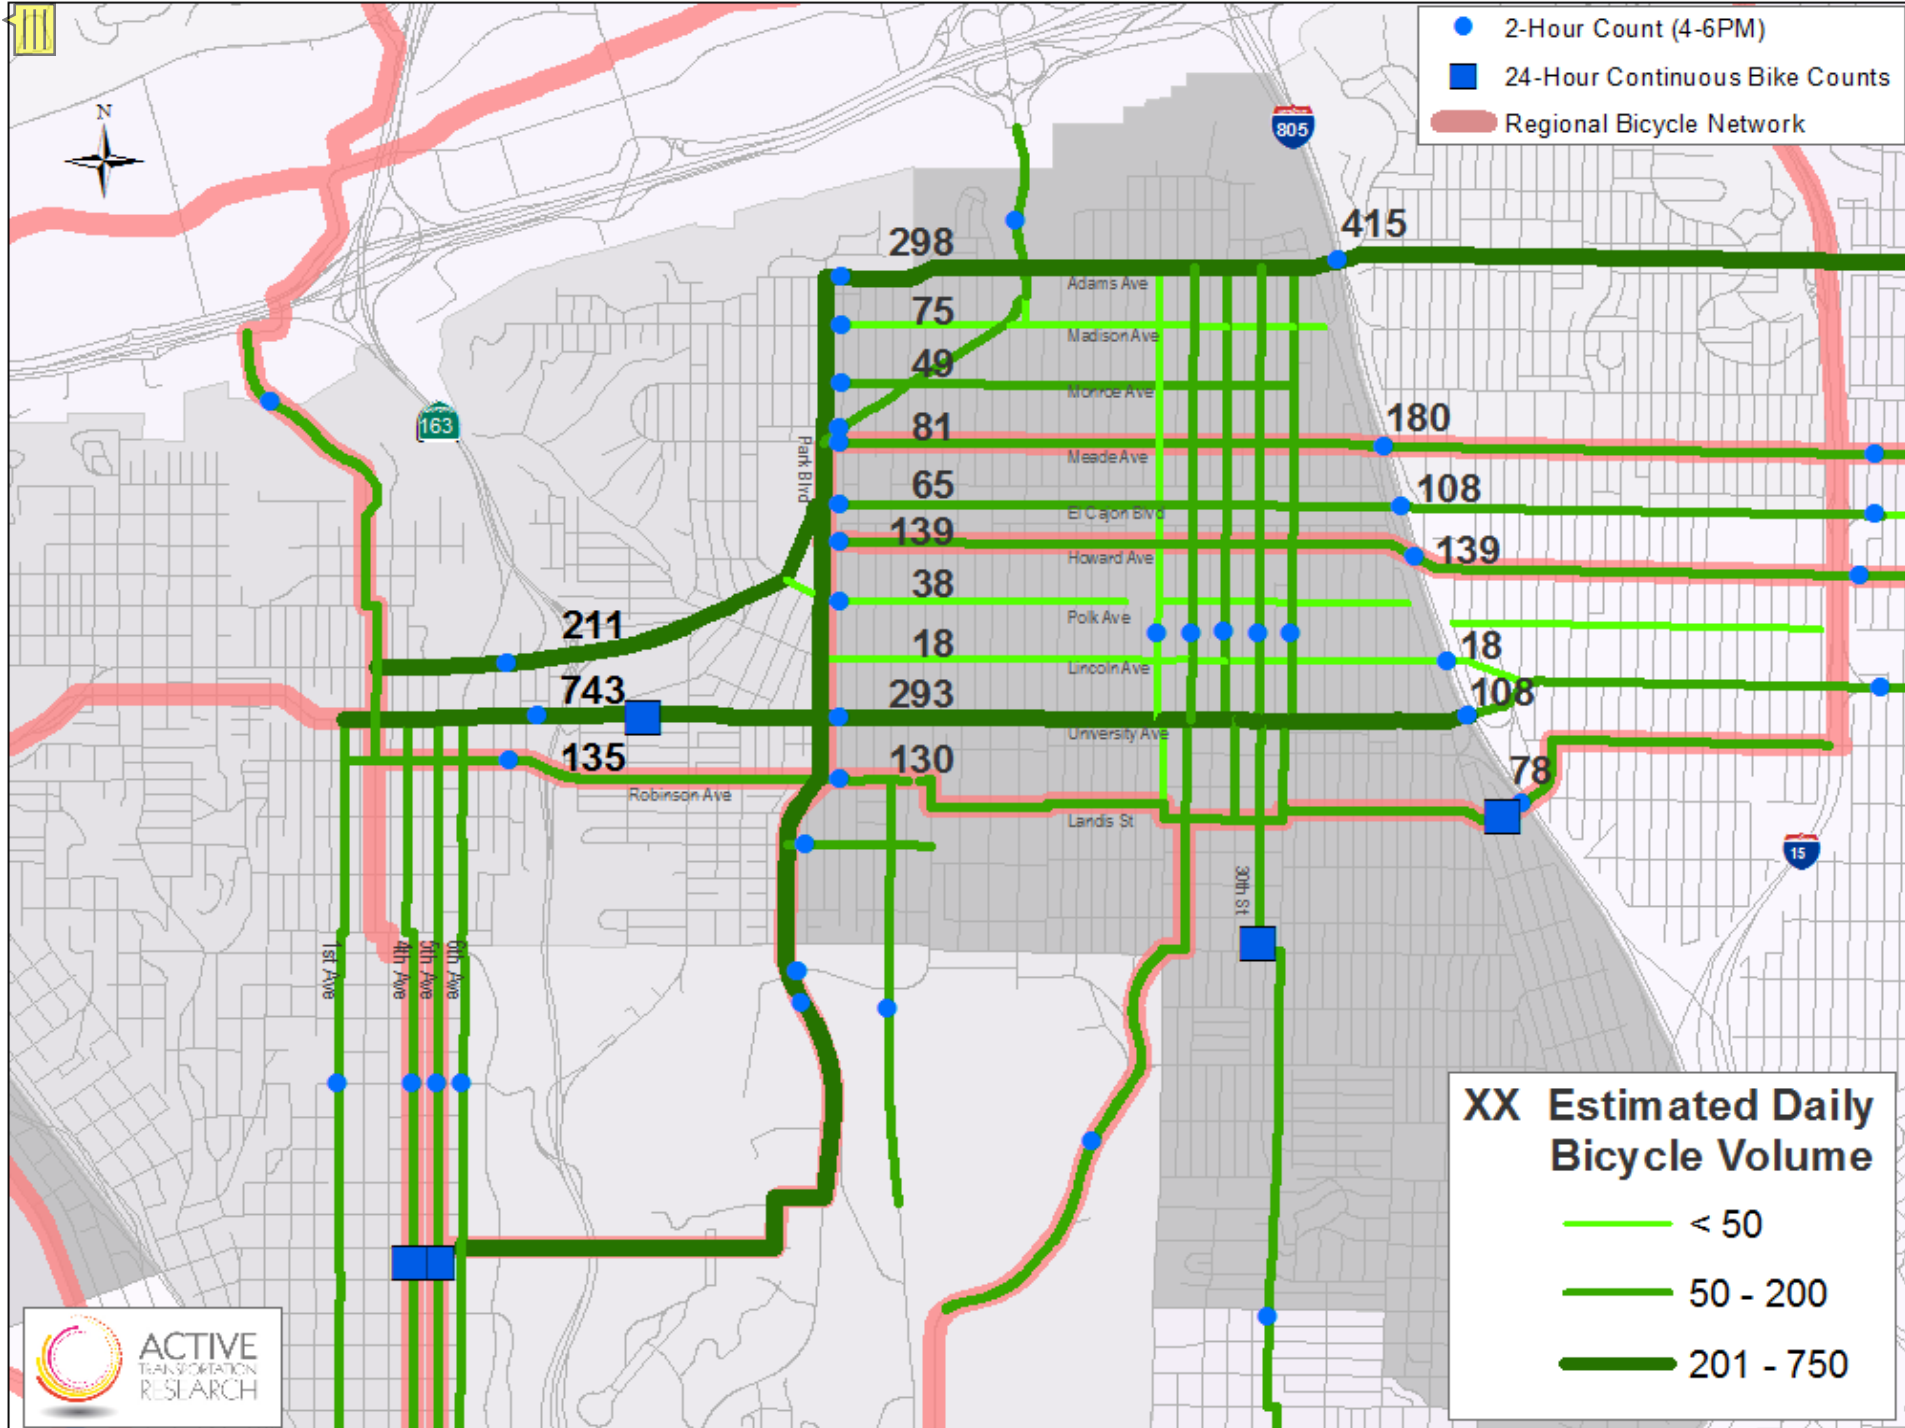 2-Hour Count (4-6PM)
24-Hour Continuous Bike Counts
Regional Bicycle Network
N
805
415
298
Adams Ave
75
Madison Ave
49
Monroe Ave
163
81
180
Meade Ave
Park Blvd
65
108
El Cajon Blvd
139
139
Howard Ave
38
Polk Ave
211
18
18
Lincoln Ave
743
293
108
University Ave
135
130
78
Robinson Ave
Landis St
15
30th St
1st Ave
4th Ave
5th Ave
6th Ave
XX Estimated Daily
Bicycle Volume
< 50
50 - 200
201 - 750
ACTIVE
TRANSPORTATION
RESEARCH